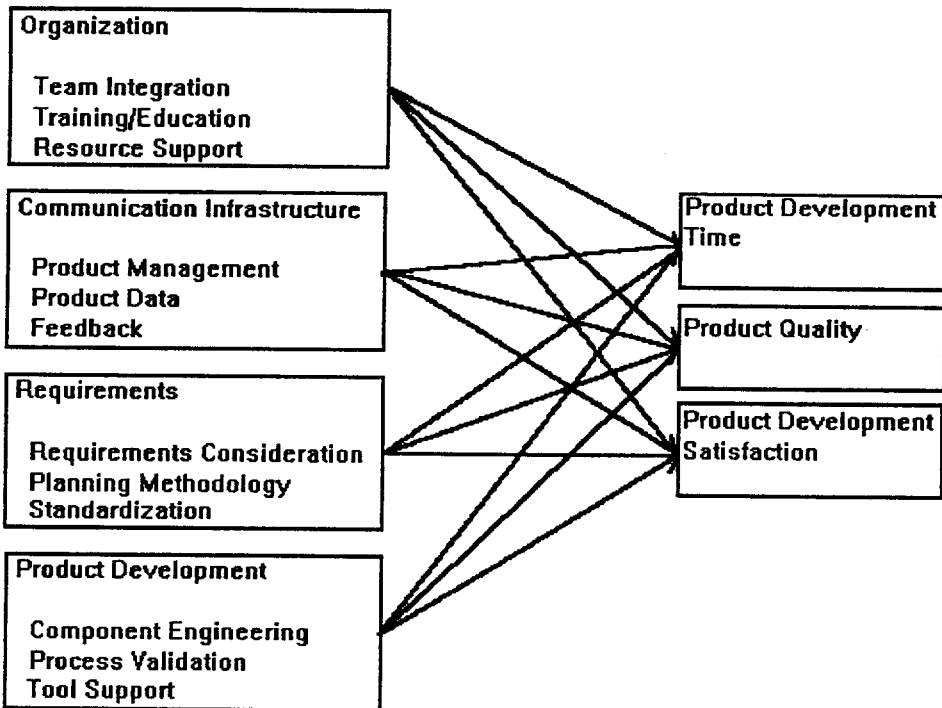 Organization
Team Integration
Training/Education
Resource Support
Communication Infrastructure
Product Management
Product Data
Feedback
Requirements
Requirements Consideration
Planning Methodology
Standardization
Product Development
Component Engineering
Process Validation
Tool Support
Product Development
Time
Product Quality
Product Development
Satisfaction